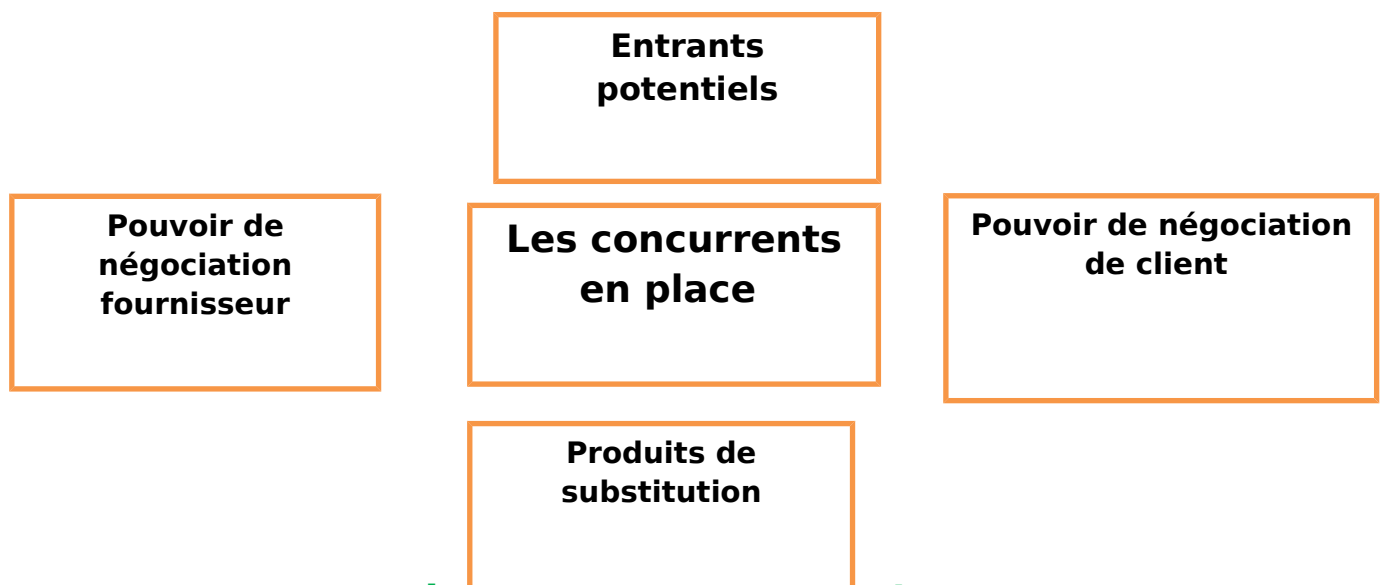 Entrants
potentiels
Pouvoir de
négociation
fournisseur
Les concurrents
en place
Pouvoir de négociation
de client
Produits de
substitution